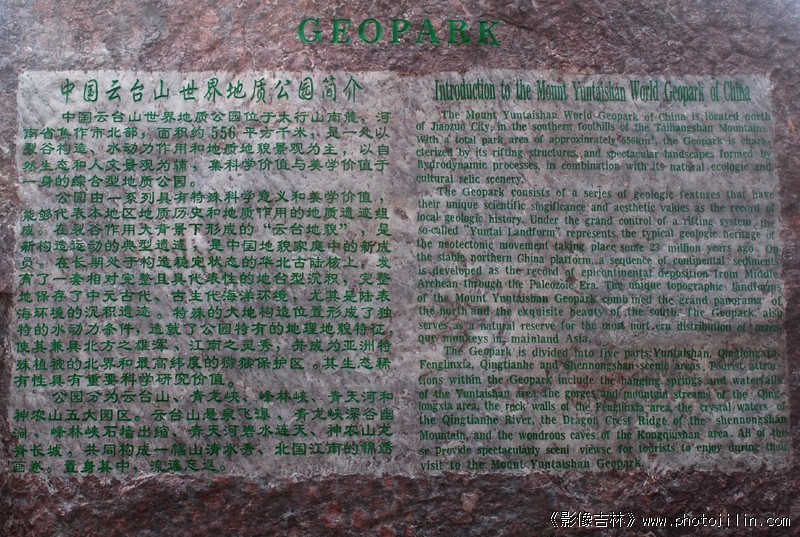 GEOPARK
中国云台山世界地质公园简介
中国云台山世界地质公园位于太行山南麓，河
南省焦作市北部，面积约556平方千米，是一处以
裂谷构造、水动力作用和地质地貌景观为主，以自
然生态和人文景观为辅，集科学价值与美学价值于
一身的综合型地质公园。
公园由一系列具有特殊科学意义和美学价值，
能够代表本地区地质历史和地质作用的地质遗迹组
成。在裂谷作用大背景下形成的“云台地貌”，是
新构造运动的典型遗迹，是中国地貌家庭中的新成
员。在长期处于构造稳定状态的华北古陆核上，发
育了一套相对完整且具代表性的地台型沉积，完整
地保存了中元古代、古生代海洋环境，尤其是陆表
海环境的沉积遗迹。特殊的大地构造位置形成了独
特的水动力条件，造就了公园特有的地理地貌特征，
使其兼具北方之雄浑、江南之灵秀，并成为亚洲特
殊植被的北界和最高纬度的猕猴保护区。其生态稀
有性具有重要科学研究价值。
公园分为云台山、青龙峡、峰林峡、青天河和
神农山五大园区。云台山悬泉飞瀑、青龙峡深谷幽
涧、峰林峡石墙出缩、青天河碧水连天、神农山龙
脊长城，共同构成一幅山清水秀、北国江南的锦绣
画卷。置身其中，流连忘返。
Introduction to the Mount Yuntaishan World Geopark of China
The Mount Yuntaishan World Geopark of China is located north
of Jiaozuo City, in the southern foothills of the Taihangshan Mountains.
With a total park area of approximately 556km², the Geopark is charac-
terized by its rifting structures, and spectacular landscapes formed by
hydrodynamic processes, in combination with its natural, ecologic and
cultural relic scenery.
The Geopark consists of a series of geologic features that have
their unique scientific singificance and aesthetic values as the record of
local geologic history. Under the grand control of a rifting system, the
so-called "Yuntai Landform" represents the typical geologic heritage of
the neotectonic movement taking place some 23 million years ago. On
the stable northern China platform, a sequence of continental sediments
is developed as the record of epicontinental deposition from Middle
Archean through the Paleozoic Era. The unique topographic landforms
of the Mount Yuntaishan Geopark combined the grand panorama of
the north and the exquisite beauty of the south. The Geopark also
serves as a natural reserve for the most northern distribution of maca-
que monkeys in mainland Asia.
The Geopark is divided into five parts: Yuntaishan, Qinglongxia,
Fenglinxia, Qingtianhe and Shennongshan scenic areas. Tourist attrac-
tions within the Geopark include the hanging springs and waterfalls
of the Yuntaishan area, the gorges and mountain streams of the Qing-
longxia area, the rock walls of the Fenglinxia area, the crystal waters of
the Qingtianhe River, the Dragon Crest Ridge of the shennongshan
Mountain, and the wondrous caves of the Kongqushan area. All of the
se provide spectacularly scenic views for tourists to enjoy during their
visit to the Mount Yuntaishan Geopark.
《影像吉林》www.photojilin.com